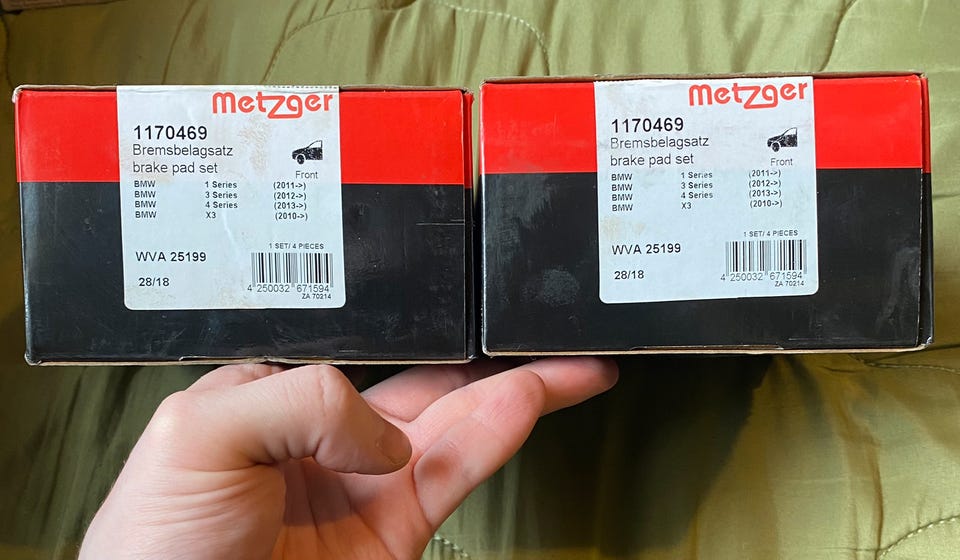 metzger
1170469
Bremsbelagsatz
brake pad set
Front
BMW 1 Series (2011->)
BMW 3 Series (2012->)
BMW 4 Series (2013->)
BMW X3 (2010->)
1 SET/ 4 PIECES
WVA 25199
28/18
4 250032 671594
ZA 70214
metzger
1170469
Bremsbelagsatz
brake pad set
Front
BMW 1 Series (2011->)
BMW 3 Series (2012->)
BMW 4 Series (2013->)
BMW X3 (2010->)
1 SET/ 4 PIECES
WVA 25199
28/18
4 250032 671594
ZA 70214